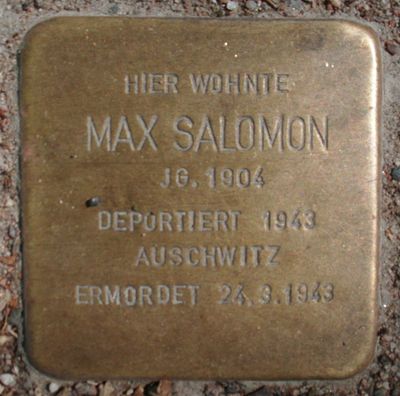 HIER WOHNTE
MAX SALOMON
JG. 1904
DEPORTIERT 1943
AUSCHWITZ
ERMORDET 24.3.1943